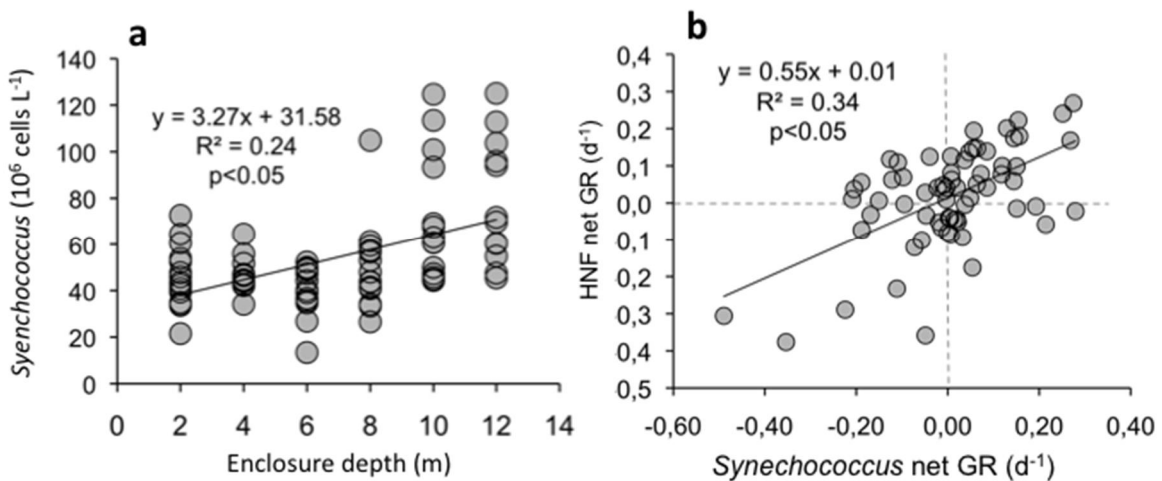 a
Syenchococcus (10⁶ cells L⁻¹)
140
120
100
80
60
40
20
0
y = 3.27x + 31.58
R² = 0.24
p<0.05
0 2 4 6 8 10 12 14
Enclosure depth (m)
b
HNF net GR (d⁻¹)
0,4
0,3
0,2
0,1
0,0
0,1
0,2
0,3
0,4
0,5
y = 0.55x + 0.01
R² = 0.34
p<0.05
-0,60 -0,40 -0,20 0,00 0,20 0,40
Synechococcus net GR (d⁻¹)